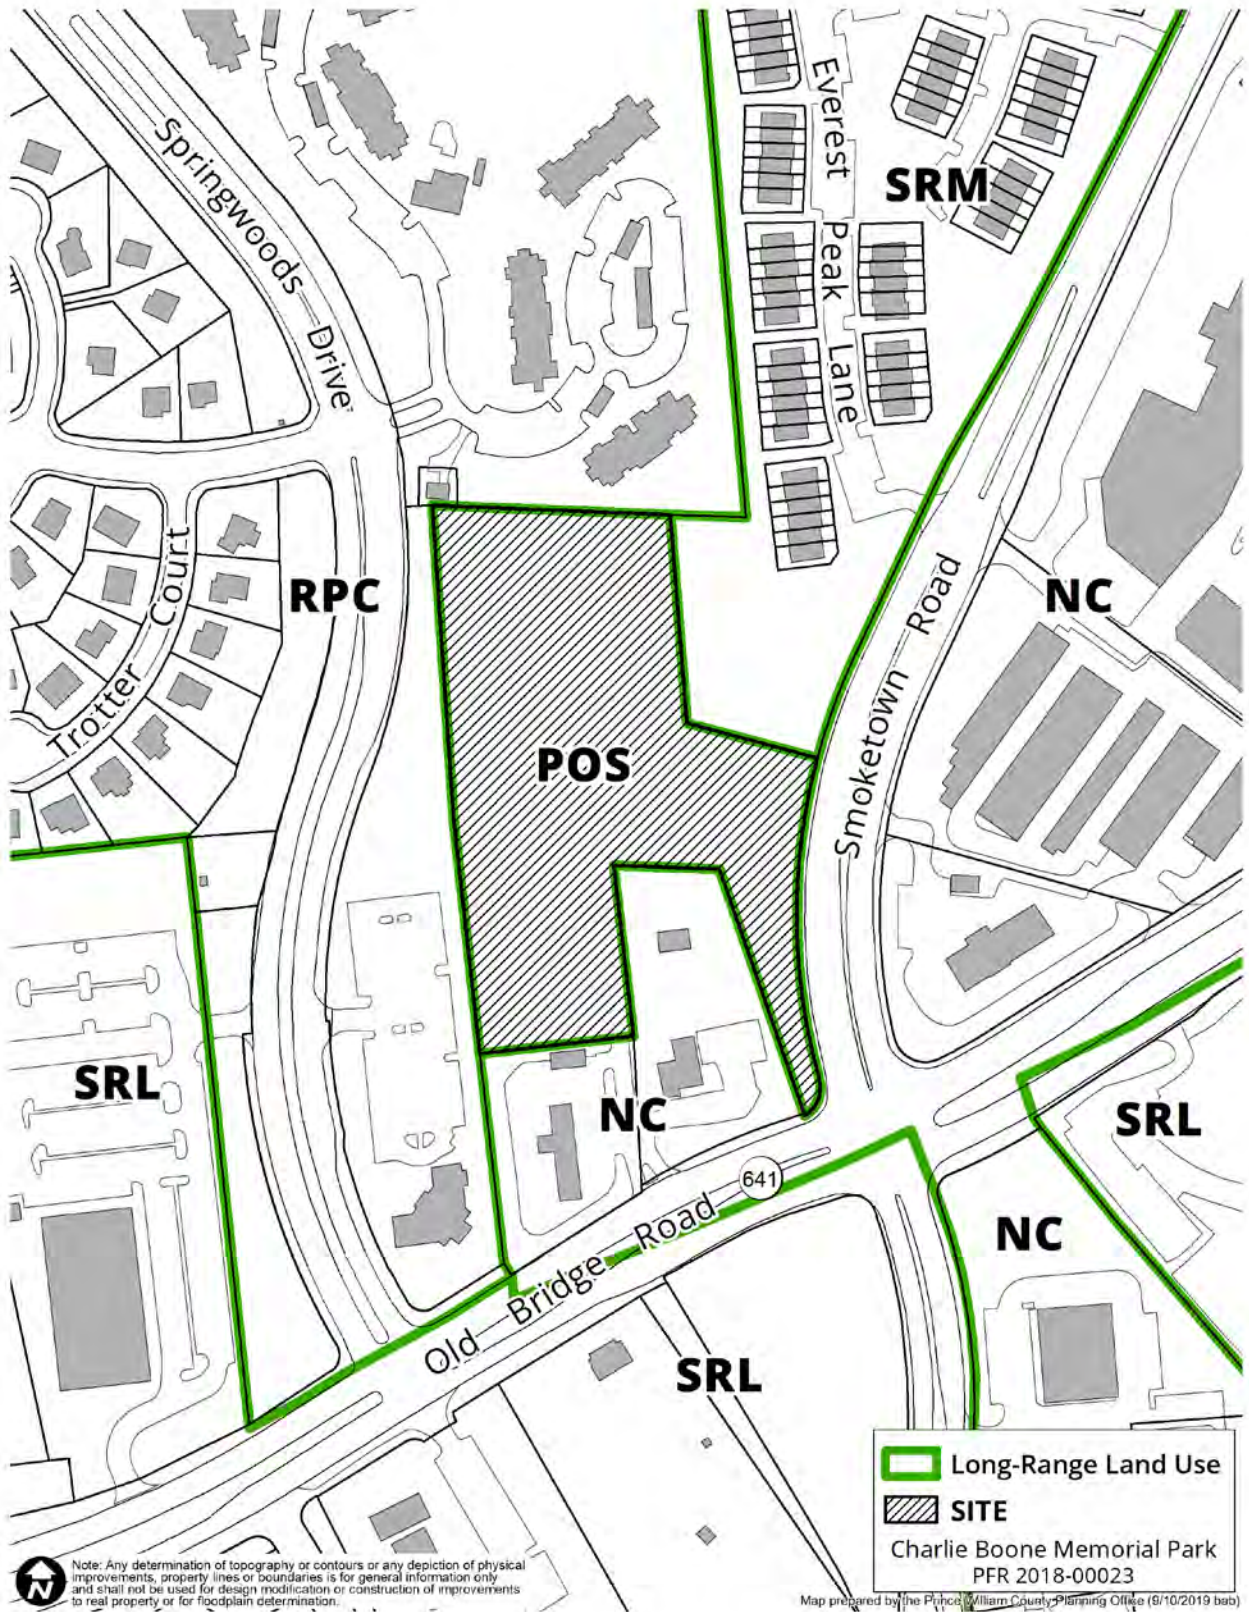 Springwoods Drive
Everest Peak Lane
SRM
Trotter Court
RPC
NC
Smoketown Road
POS
SRL
NC
SRL
641
Old Bridge Road
NC
SRL
Long-Range Land Use
SITE
Charlie Boone Memorial Park
PFR 2018-00023
N
Note: Any determination of topography or contours or any depiction of physical
improvements, property lines or boundaries is for general information only
and shall not be used for design modification or construction of improvements
to real property or for floodplain determination.
Map prepared by the Prince William County Planning Office (9/10/2019 bab)